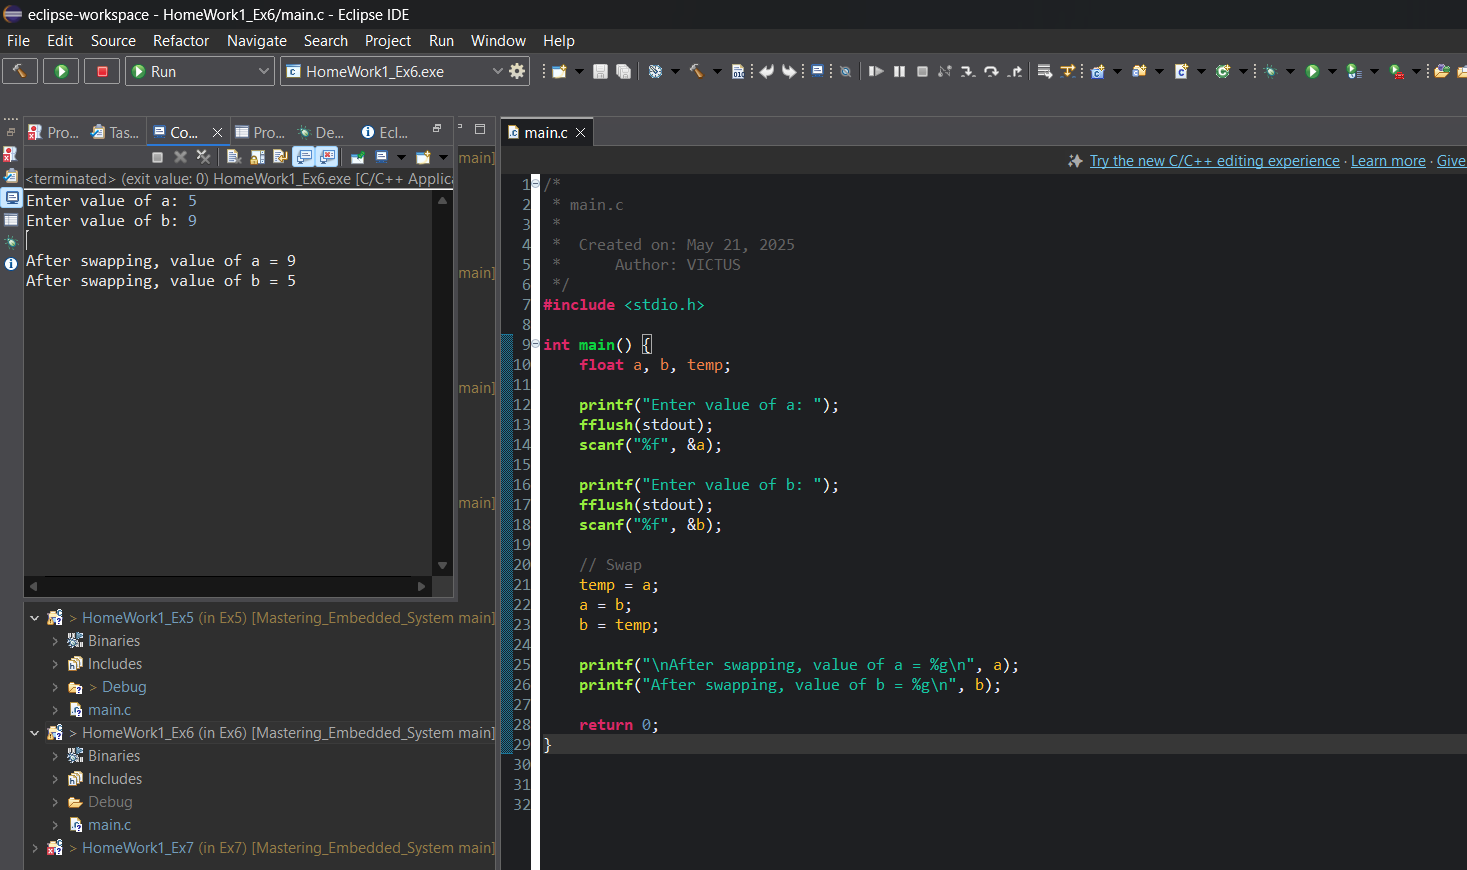 eclipse-workspace - HomeWork1_Ex6/main.c - Eclipse IDE
File Edit Source Refactor Navigate Search Project Run Window Help
Run HomeWork1_Ex6.exe
Pro... Tas... Co... Pro... De... Ecl...
<terminated> (exit value: 0) HomeWork1_Ex6.exe [C/C++ Applica
Enter value of a: 5
Enter value of b: 9
After swapping, value of a = 9
After swapping, value of b = 5
main]
main]
main]
main]
> HomeWork1_Ex5 (in Ex5) [Mastering_Embedded_System main]
Binaries
Includes
> Debug
main.c
> HomeWork1_Ex6 (in Ex6) [Mastering_Embedded_System main]
Binaries
Includes
Debug
main.c
> HomeWork1_Ex7 (in Ex7) [Mastering_Embedded_System main]
main.c
Try the new C/C++ editing experience · Learn more · Give
1 /*
2 * main.c
3 *
4 * Created on: May 21, 2025
5 * Author: VICTUS
6 */
7 #include <stdio.h>
8
9 int main() {
10 float a, b, temp;
11
12 printf("Enter value of a: ");
13 fflush(stdout);
14 scanf("%f", &a);
15
16 printf("Enter value of b: ");
17 fflush(stdout);
18 scanf("%f", &b);
19
20 // Swap
21 temp = a;
22 a = b;
23 b = temp;
24
25 printf("\nAfter swapping, value of a = %g\n", a);
26 printf("After swapping, value of b = %g\n", b);
27
28 return 0;
29 }
30
31
32